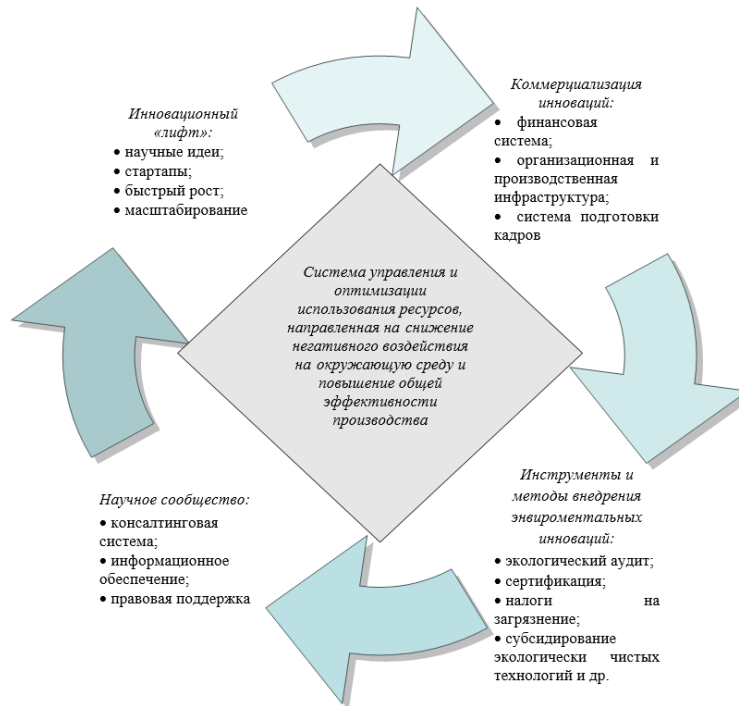 Инновационный
«лифт»:
• научные идеи;
• стартапы;
• быстрый рост;
• масштабирование
Коммерциализация
инноваций:
• финансовая
система;
• организационная и
производственная
инфраструктура;
• система подготовки
кадров
Система управления и
оптимизации
использования ресурсов,
направленная на снижение
негативного воздействия
на окружающую среду и
повышение общей
эффективности
производства
Научное сообщество:
• консалтинговая
система;
• информационное
обеспечение;
• правовая поддержка
Инструменты и
методы внедрения
энвироментальных
инноваций:
• экологический аудит;
• сертификация;
• налоги на
загрязнение;
• субсидирование
экологически чистых
технологий и др.